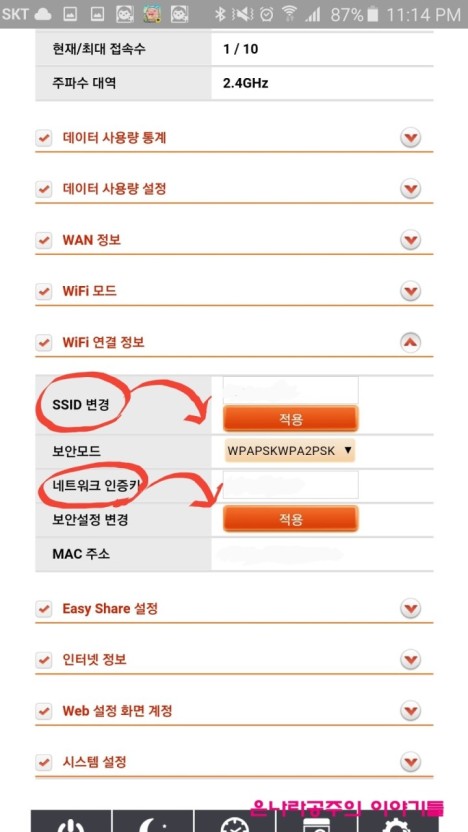 SKT 87% 11:14 PM
현재/최대 접속수 1 / 10
주파수 대역 2.4GHz
데이터 사용량 통계
데이터 사용량 설정
WAN 정보
WiFi 모드
WiFi 연결 정보
SSID 변경
적용
보안모드 WPAPSKWPA2PSK
네트워크 인증키
보안설정 변경 적용
MAC 주소
Easy Share 설정
인터넷 정보
Web 설정 화면 계정
시스템 설정
은나라공주의 이야기들